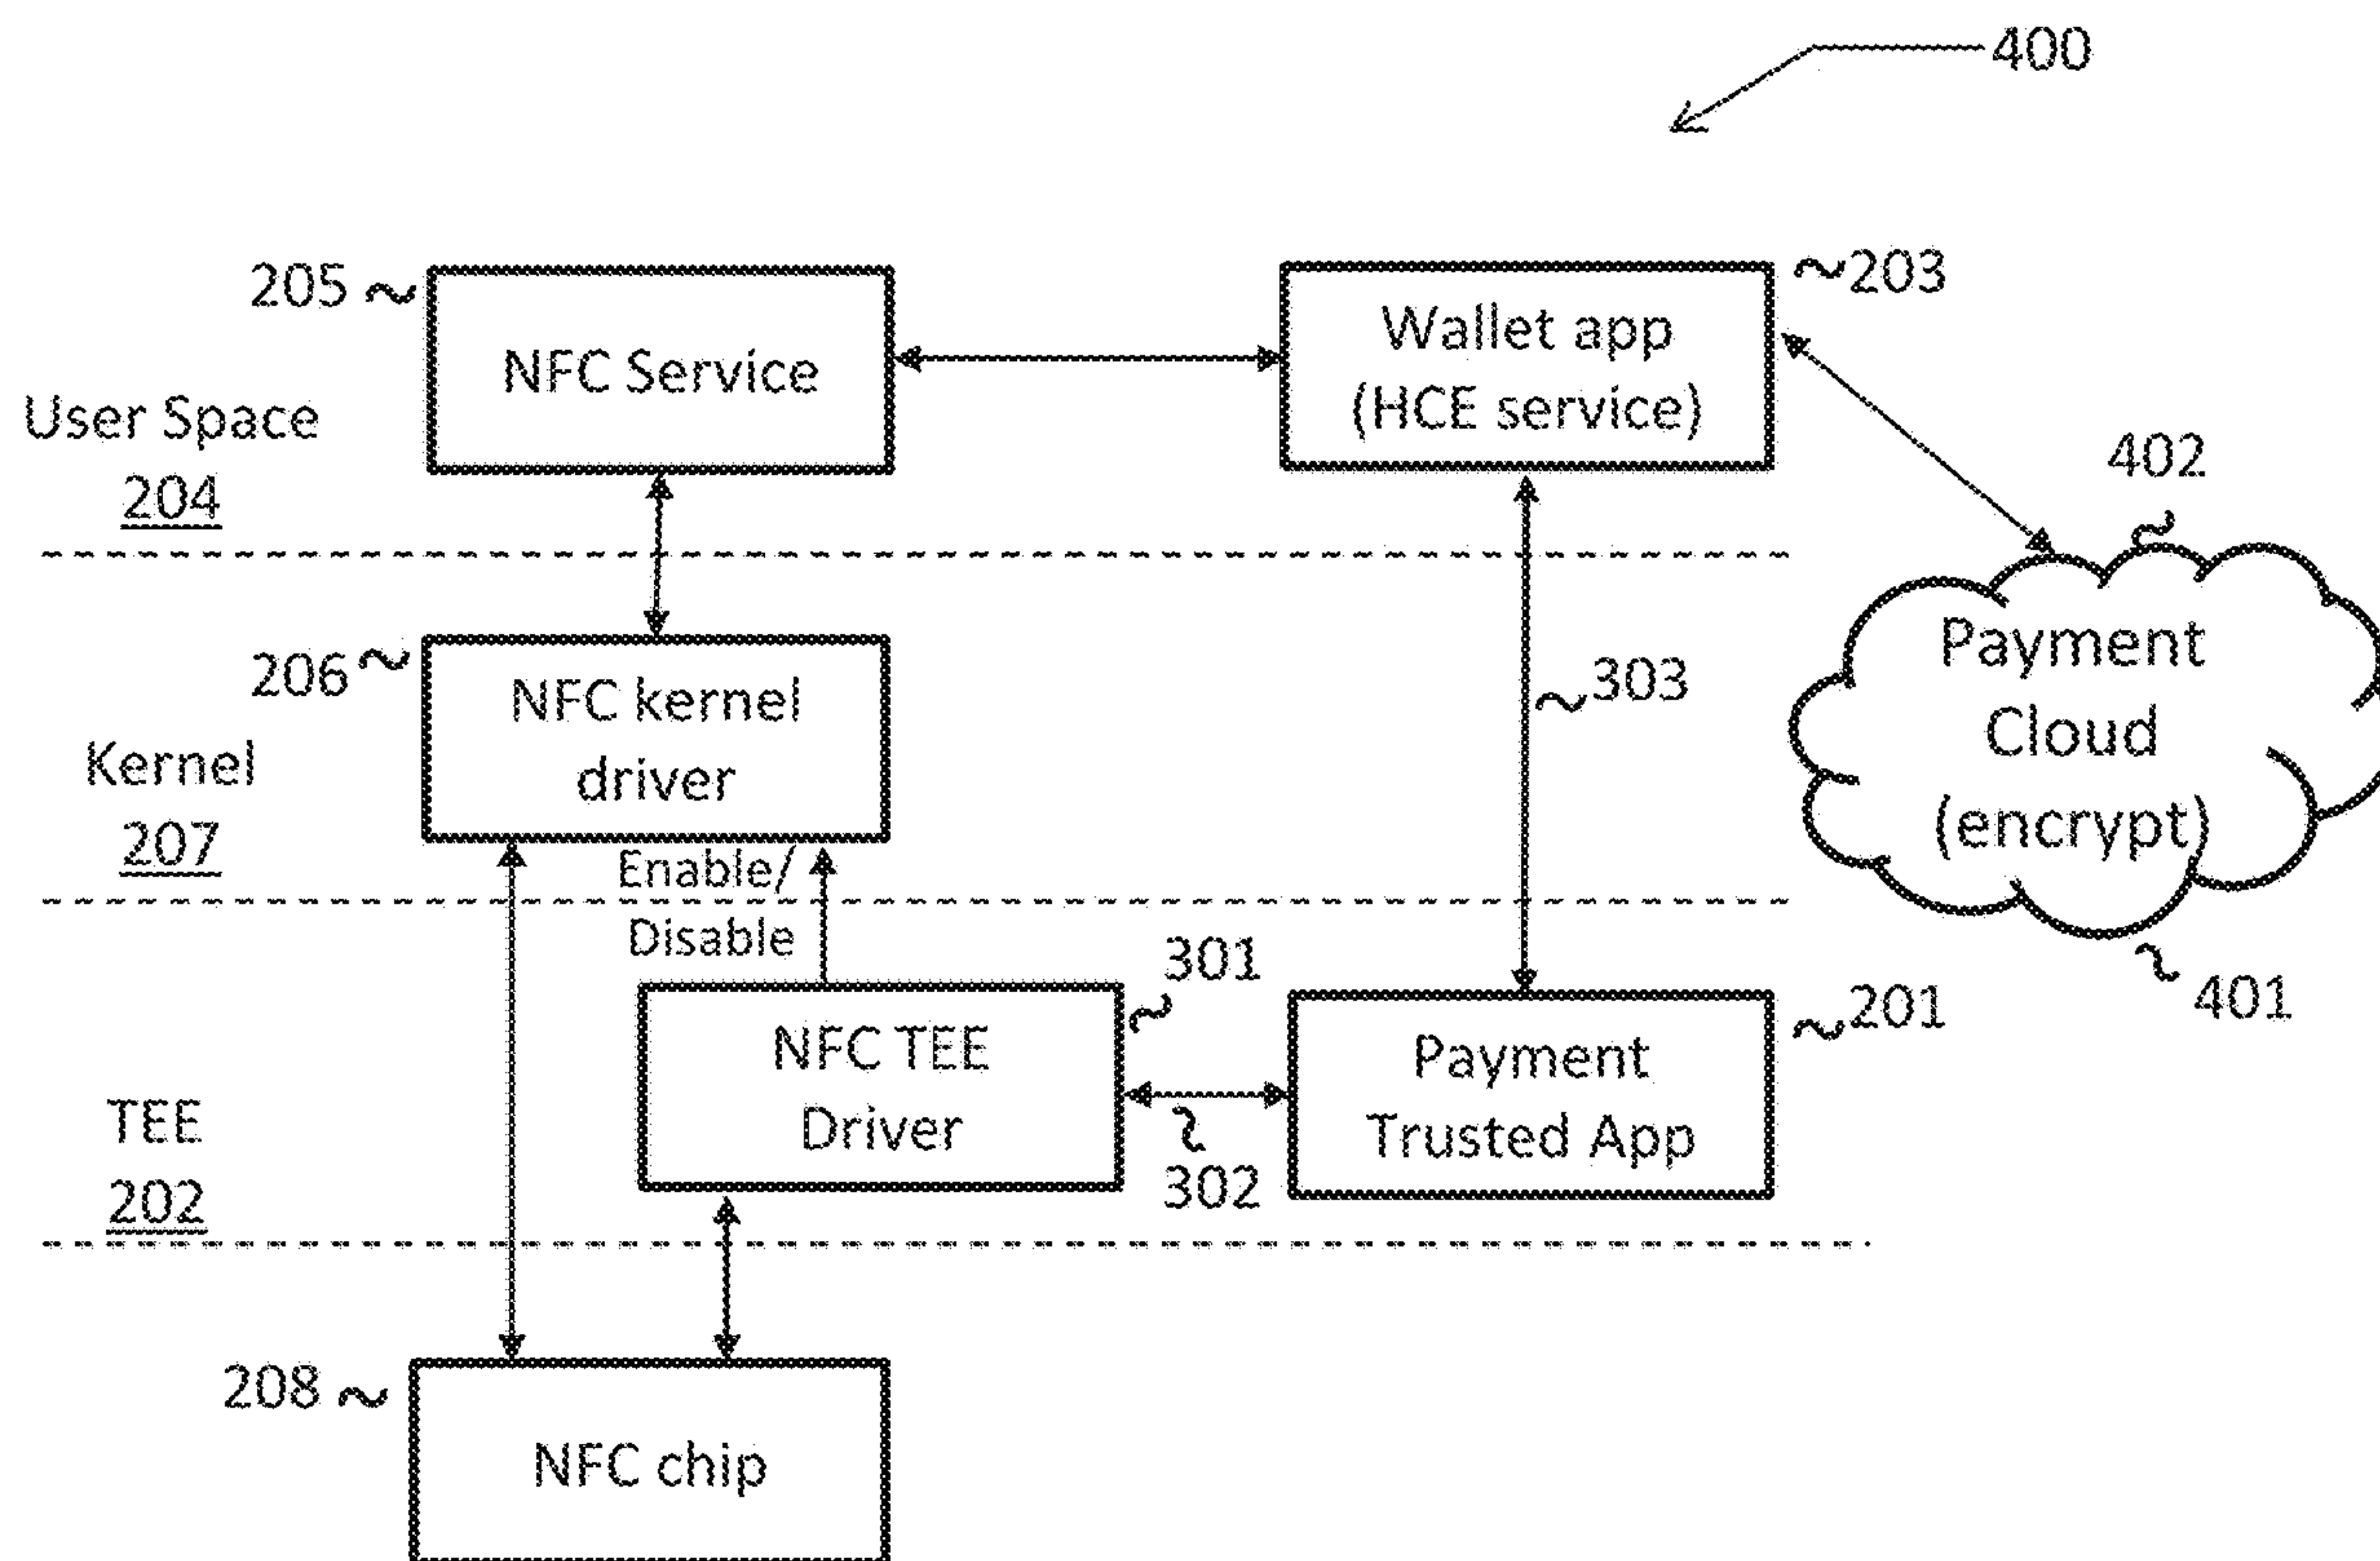 400
205
NFC Service
Wallet app
(HCE service)
203
User Space
204
402
206
NFC kernel
driver
303
Payment
Cloud
(encrypt)
Kernel
207
Enable/
Disable
301
401
NFC TEE
Driver
201
Payment
Trusted App
302
TEE
202
208
NFC chip